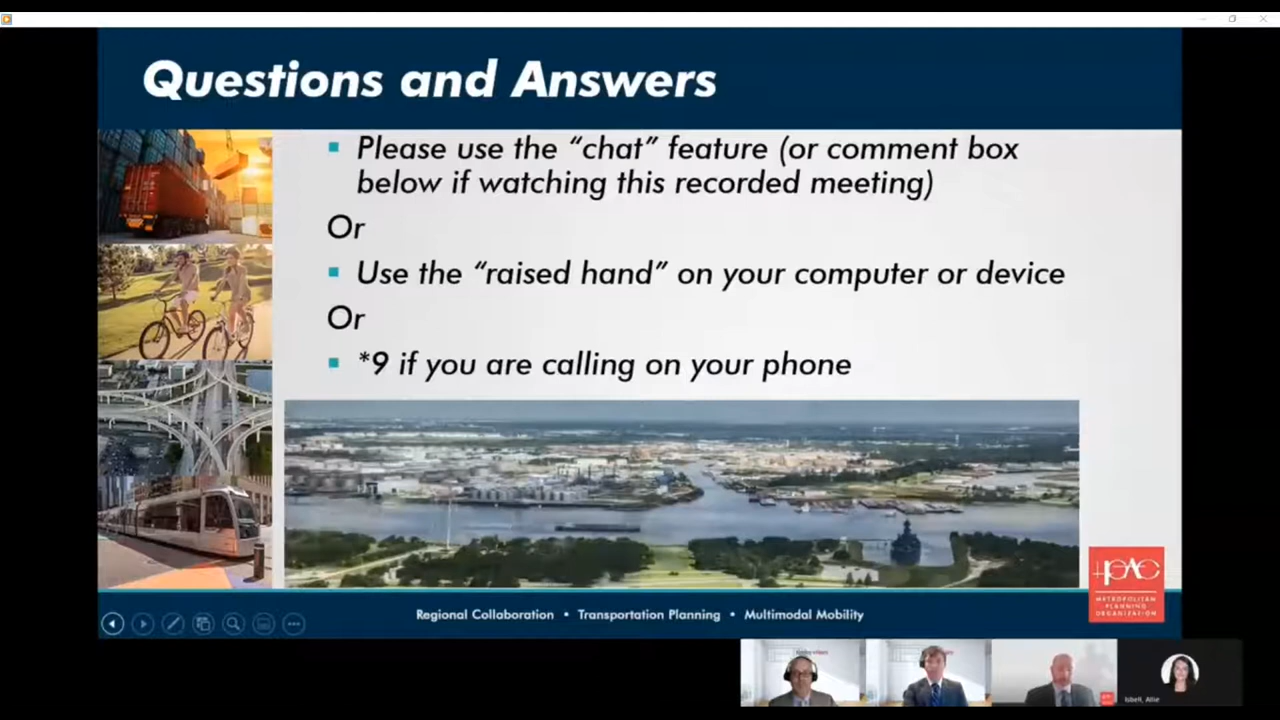 Questions and Answers
Please use the “chat” feature (or comment box
below if watching this recorded meeting)
Or
Use the “raised hand” on your computer or device
Or
*9 if you are calling on your phone
METROPOLITAN
PLANNING
ORGANIZATION
Regional Collaboration • Transportation Planning • Multimodal Mobility
Isbell, Allie